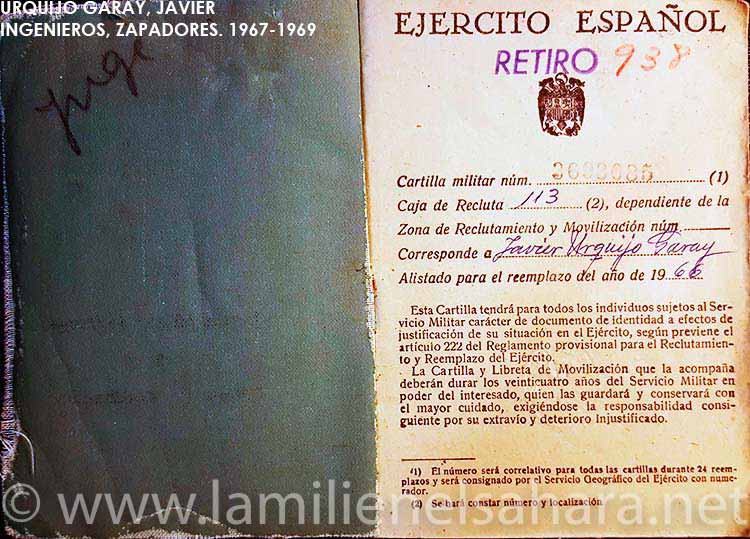 URQUIJO GARAY, JAVIER
INGENIEROS, ZAPADORES. 1967-1969
EJERCITO ESPAÑOL
RETIRO 938
Cartilla militar núm. 3693085 (1)
Caja de Recluta 113 (2), dependiente de la
Zona de Reclutamiento y Movilización núm.
Corresponde a Javier Urquijo Garay
Alistado para el reemplazo del año de 1966
Esta Cartilla tendrá para todos los individuos sujetos al Ser-
vicio Militar carácter de documento de identidad a efectos de
justificación de su situación en el Ejército, según previene el
artículo 222 del Reglamento provisional para el Reclutamien-
to y Reemplazo del Ejército.
La Cartilla y Libreta de Movilización que la acompaña
deberán durar los veinticuatro años del Servicio Militar en
poder del interesado, quien las guardará y conservará con
el mayor cuidado, exigiéndose la responsabilidad consi-
guiente por su extravío y deterioro Injustificado.
(1) El número será correlativo para todas las cartillas durante 24 reem-
plazos y será consignado por el Servicio Geográfico del Ejército con nume-
rador.
(2) Se hará constar número y localización
© www.lamilienelsahara.net